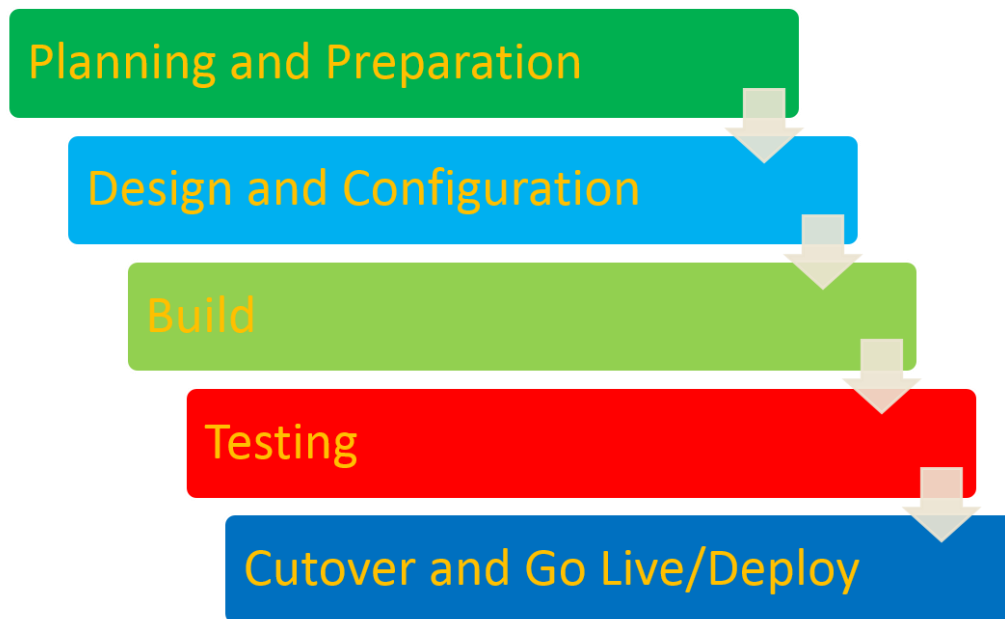 Planning and Preparation
Design and Configuration
Build
Testing
Cutover and Go Live/Deploy